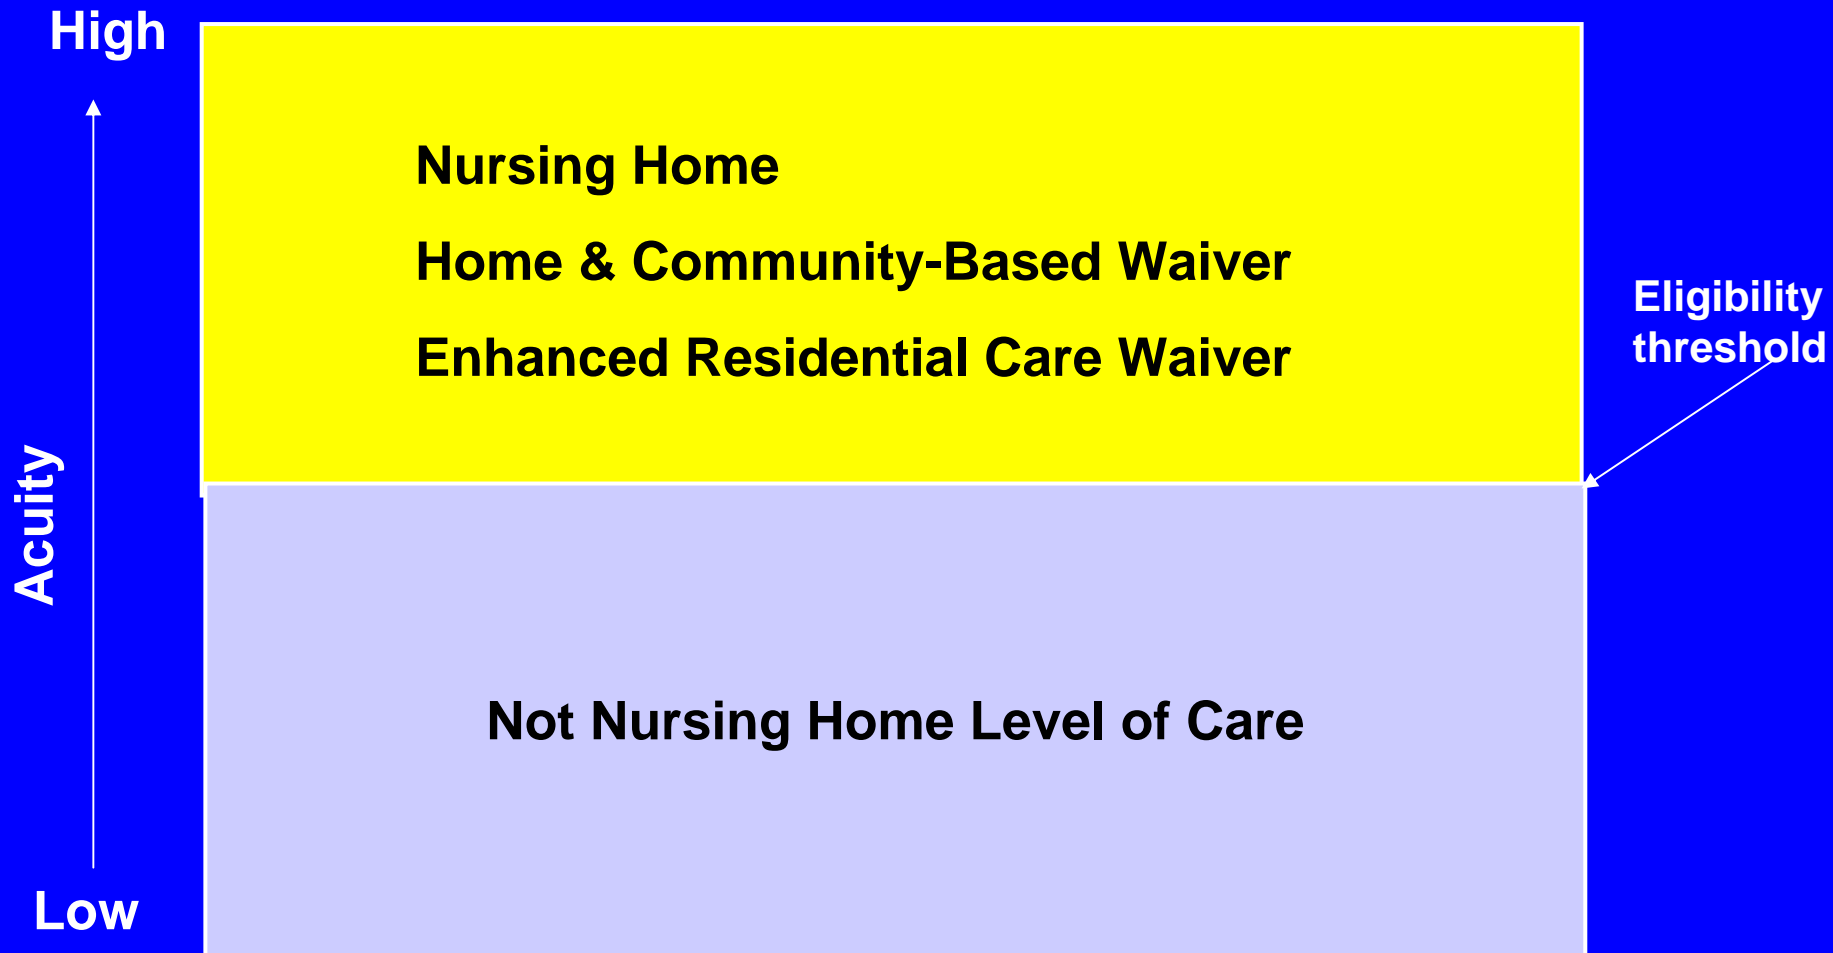 High
Nursing Home
Home & Community-Based Waiver
Enhanced Residential Care Waiver
Eligibility
threshold
Acuity
Not Nursing Home Level of Care
Low